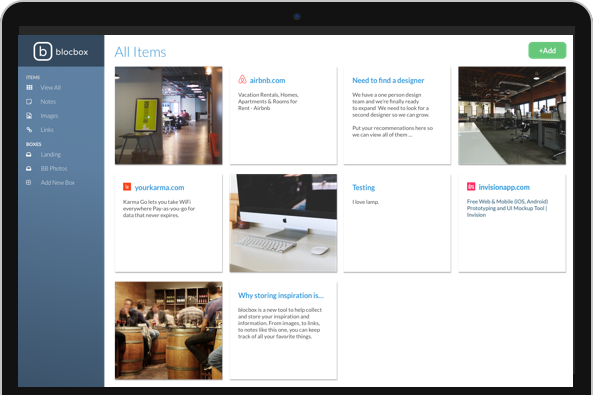 b blocbox
All Items
+Add
ITEMS
View All
Notes
Images
Links
BOXES
Landing
BB Photos
Add New Box
airbnb.com
Vacation Rentals, Homes,
Apartments & Rooms for
Rent - Airbnb
Need to find a designer
We have a one person design
team and we're finally ready
to expand We need to look for a
second designer so we can grow.
Put your recommenations here so
we can view all of them ...
yourkarma.com
Karma Go lets you take WiFi
everywhere Pay-as-you-go for
data that never expires.
Testing
I love lamp.
in invisionapp.com
Free Web & Mobile (iOS, Android)
Prototyping and UI Mockup Tool |
Invision
Why storing inspiration is...
blocbox is a new tool to help collect
and store your inspiration and
information. From images, to links,
to notes like this one, you can keep
track of all your favorite things.